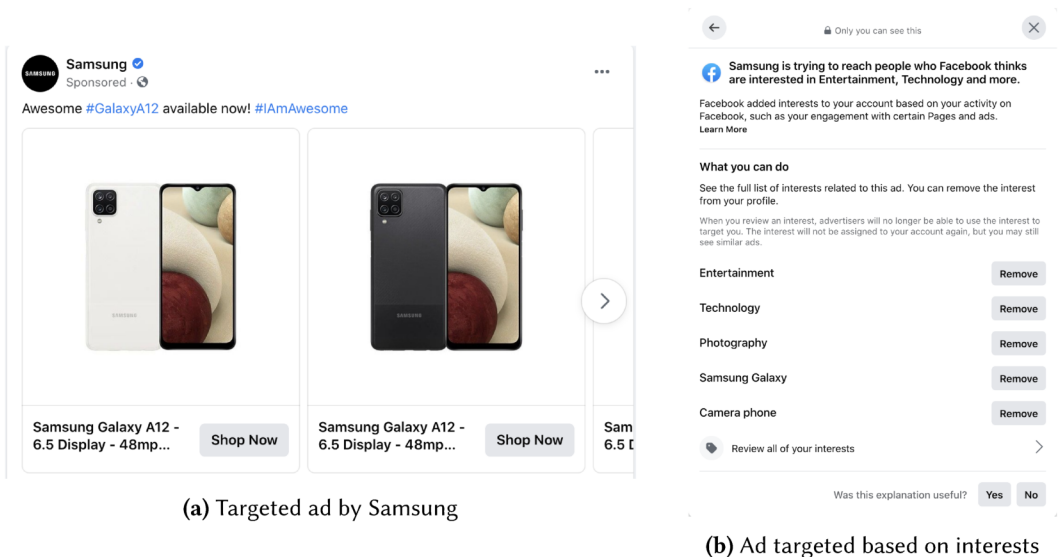 SAMSUNG
Samsung
Sponsored ·
Awesome #GalaxyA12 available now! #IAmAwesome
SAMSUNG
SAMSUNG
Samsung Galaxy A12 -
6.5 Display - 48mp...
Shop Now
Samsung Galaxy A12 -
6.5 Display - 48mp...
Shop Now
Sam
6.5 D
(a) Targeted ad by Samsung
Only you can see this
Samsung is trying to reach people who Facebook thinks
are interested in Entertainment, Technology and more.
Facebook added interests to your account based on your activity on
Facebook, such as your engagement with certain Pages and ads.
Learn More
What you can do
See the full list of interests related to this ad. You can remove the interest
from your profile.
When you review an interest, advertisers will no longer be able to use the interest to
target you. The interest will not be assigned to your account again, but you may still
see similar ads.
Entertainment Remove
Technology Remove
Photography Remove
Samsung Galaxy Remove
Camera phone Remove
Review all of your interests
Was this explanation useful? Yes No
(b) Ad targeted based on interests